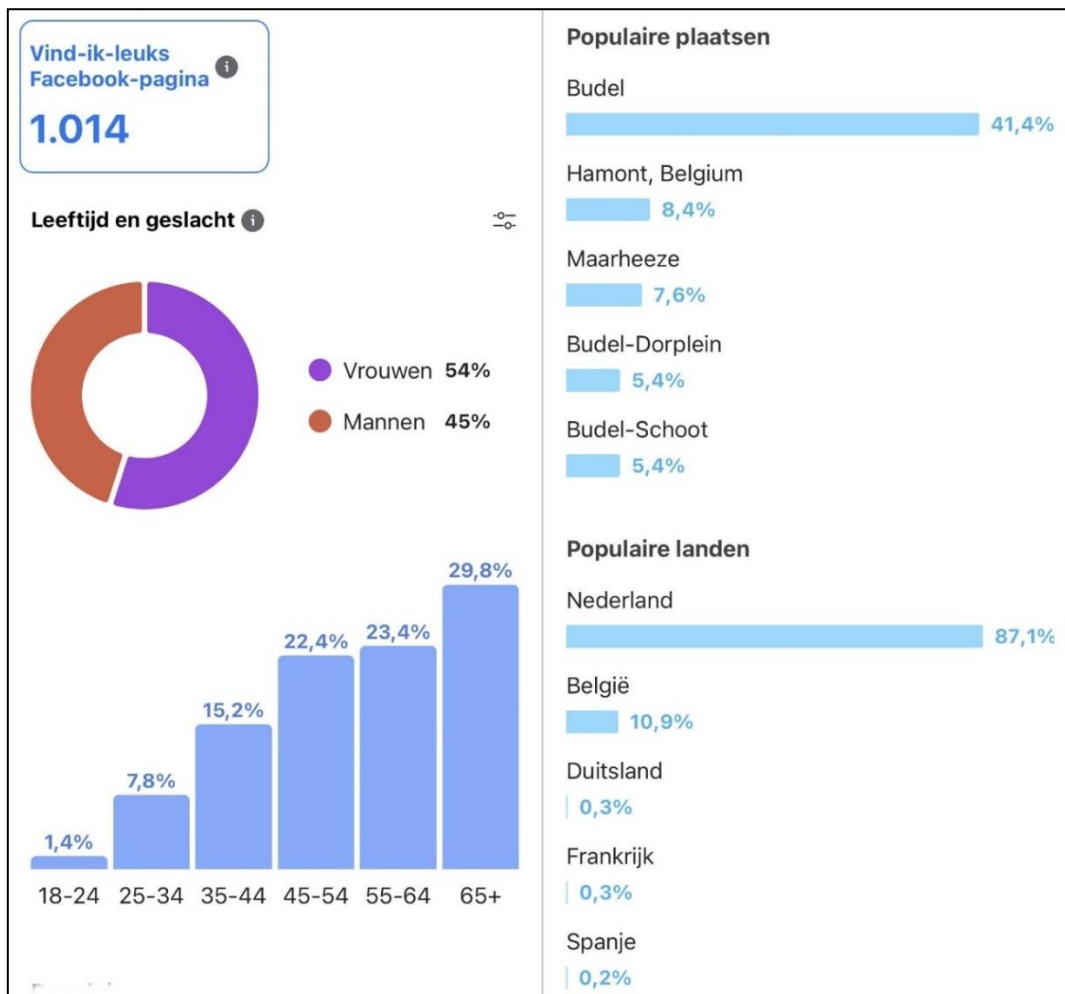 Vind-ik-leuks
Facebook-pagina
1.014
Leeftijd en geslacht
Vrouwen 54%
Mannen 45%
1,4%
7,8%
15,2%
22,4%
23,4%
29,8%
18-24 25-34 35-44 45-54 55-64 65+
Populaire plaatsen
Budel
41,4%
Hamont, Belgium
8,4%
Maarheeze
7,6%
Budel-Dorplein
5,4%
Budel-Schoot
5,4%
Populaire landen
Nederland
87,1%
België
10,9%
Duitsland
0,3%
Frankrijk
0,3%
Spanje
0,2%